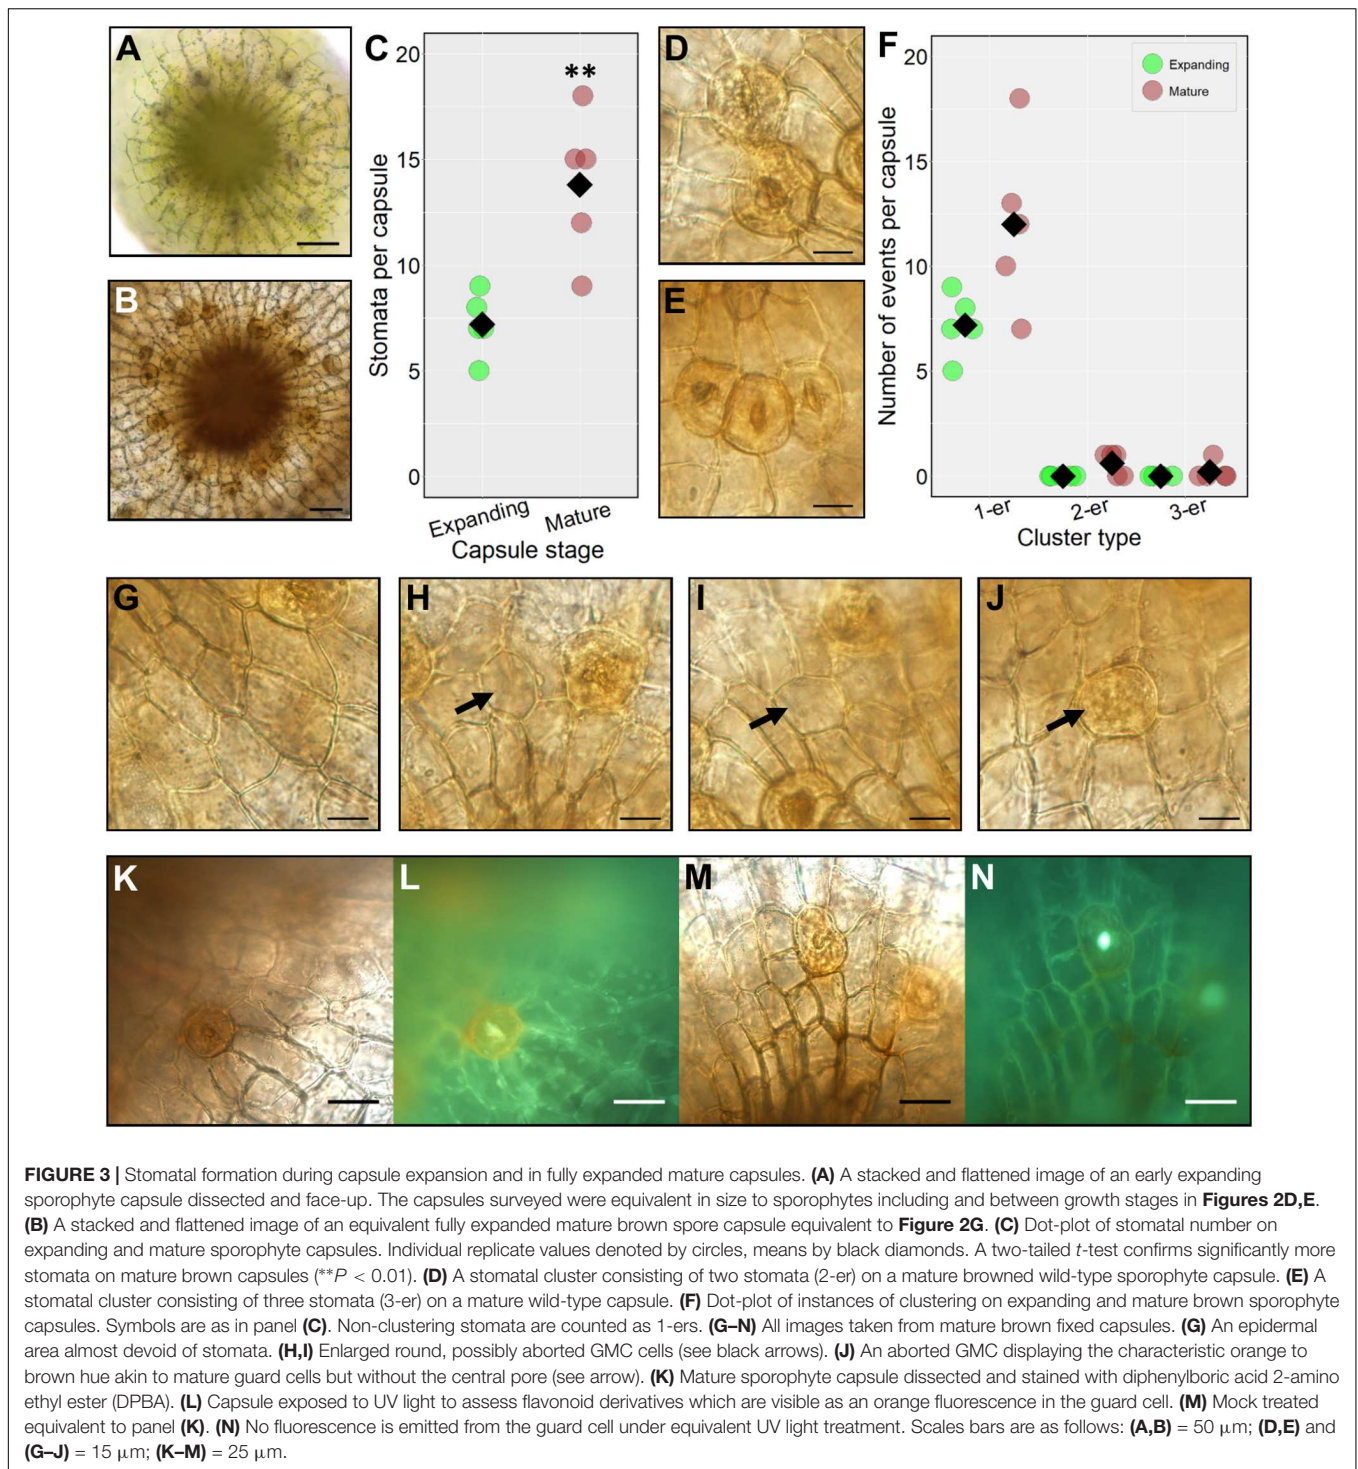 A
B
C
20
15
10
5
0
**
Stomata per capsule
Expanding
Mature
Capsule stage
D
E
F
20
15
10
5
0
Number of events per capsule
Expanding
Mature
1-er
2-er
3-er
Cluster type
G
H
I
J
K
L
M
N
FIGURE 3 | Stomatal formation during capsule expansion and in fully expanded mature capsules. (A) A stacked and flattened image of an early expanding
sporophyte capsule dissected and face-up. The capsules surveyed were equivalent in size to sporophytes including and between growth stages in Figures 2D,E.
(B) A stacked and flattened image of an equivalent fully expanded mature brown spore capsule equivalent to Figure 2G. (C) Dot-plot of stomatal number on
expanding and mature sporophyte capsules. Individual replicate values denoted by circles, means by black diamonds. A two-tailed t-test confirms significantly more
stomata on mature brown capsules (**P < 0.01). (D) A stomatal cluster consisting of two stomata (2-er) on a mature browned wild-type sporophyte capsule. (E) A
stomatal cluster consisting of three stomata (3-er) on a mature wild-type capsule. (F) Dot-plot of instances of clustering on expanding and mature brown sporophyte
capsules. Symbols are as in panel (C). Non-clustering stomata are counted as 1-ers. (G–N) All images taken from mature brown fixed capsules. (G) An epidermal
area almost devoid of stomata. (H,I) Enlarged round, possibly aborted GMC cells (see black arrows). (J) An aborted GMC displaying the characteristic orange to
brown hue akin to mature guard cells but without the central pore (see arrow). (K) Mature sporophyte capsule dissected and stained with diphenylboric acid 2-amino
ethyl ester (DPBA). (L) Capsule exposed to UV light to assess flavonoid derivatives which are visible as an orange fluorescence in the guard cell. (M) Mock treated
equivalent to panel (K). (N) No fluorescence is emitted from the guard cell under equivalent UV light treatment. Scales bars are as follows: (A,B) = 50 μm; (D,E) and
(G–J) = 15 μm; (K–M) = 25 μm.